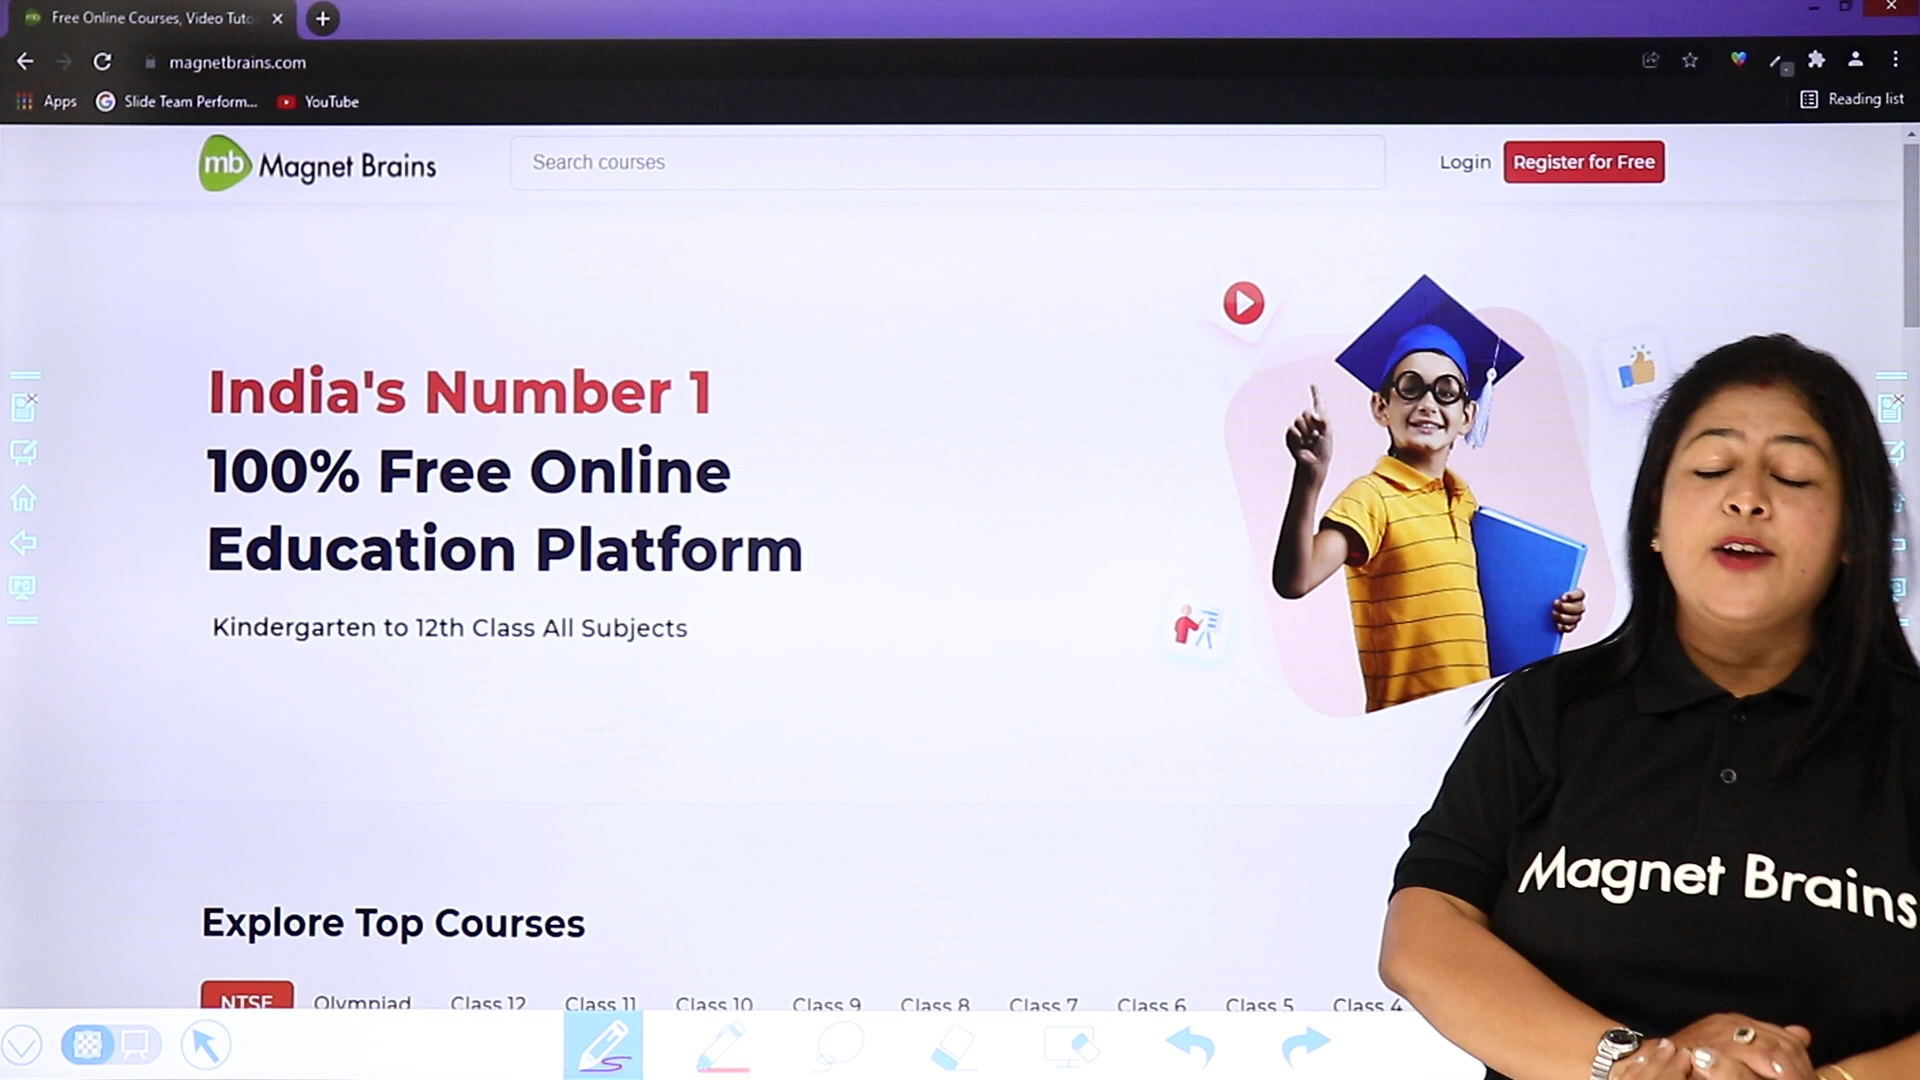 Free Online Courses, Video Tuto
magnetbrains.com
Apps
Slide Team Perform...
YouTube
Reading list
mb Magnet Brains
Search courses
Login
Register for Free
India's Number 1
100% Free Online
Education Platform
Kindergarten to 12th Class All Subjects
Magnet Brains
Explore Top Courses
NTSE Olympiad Class 12 Class 11 Class 10 Class 9 Class 8 Class 7 Class 6 Class 5 Class 4